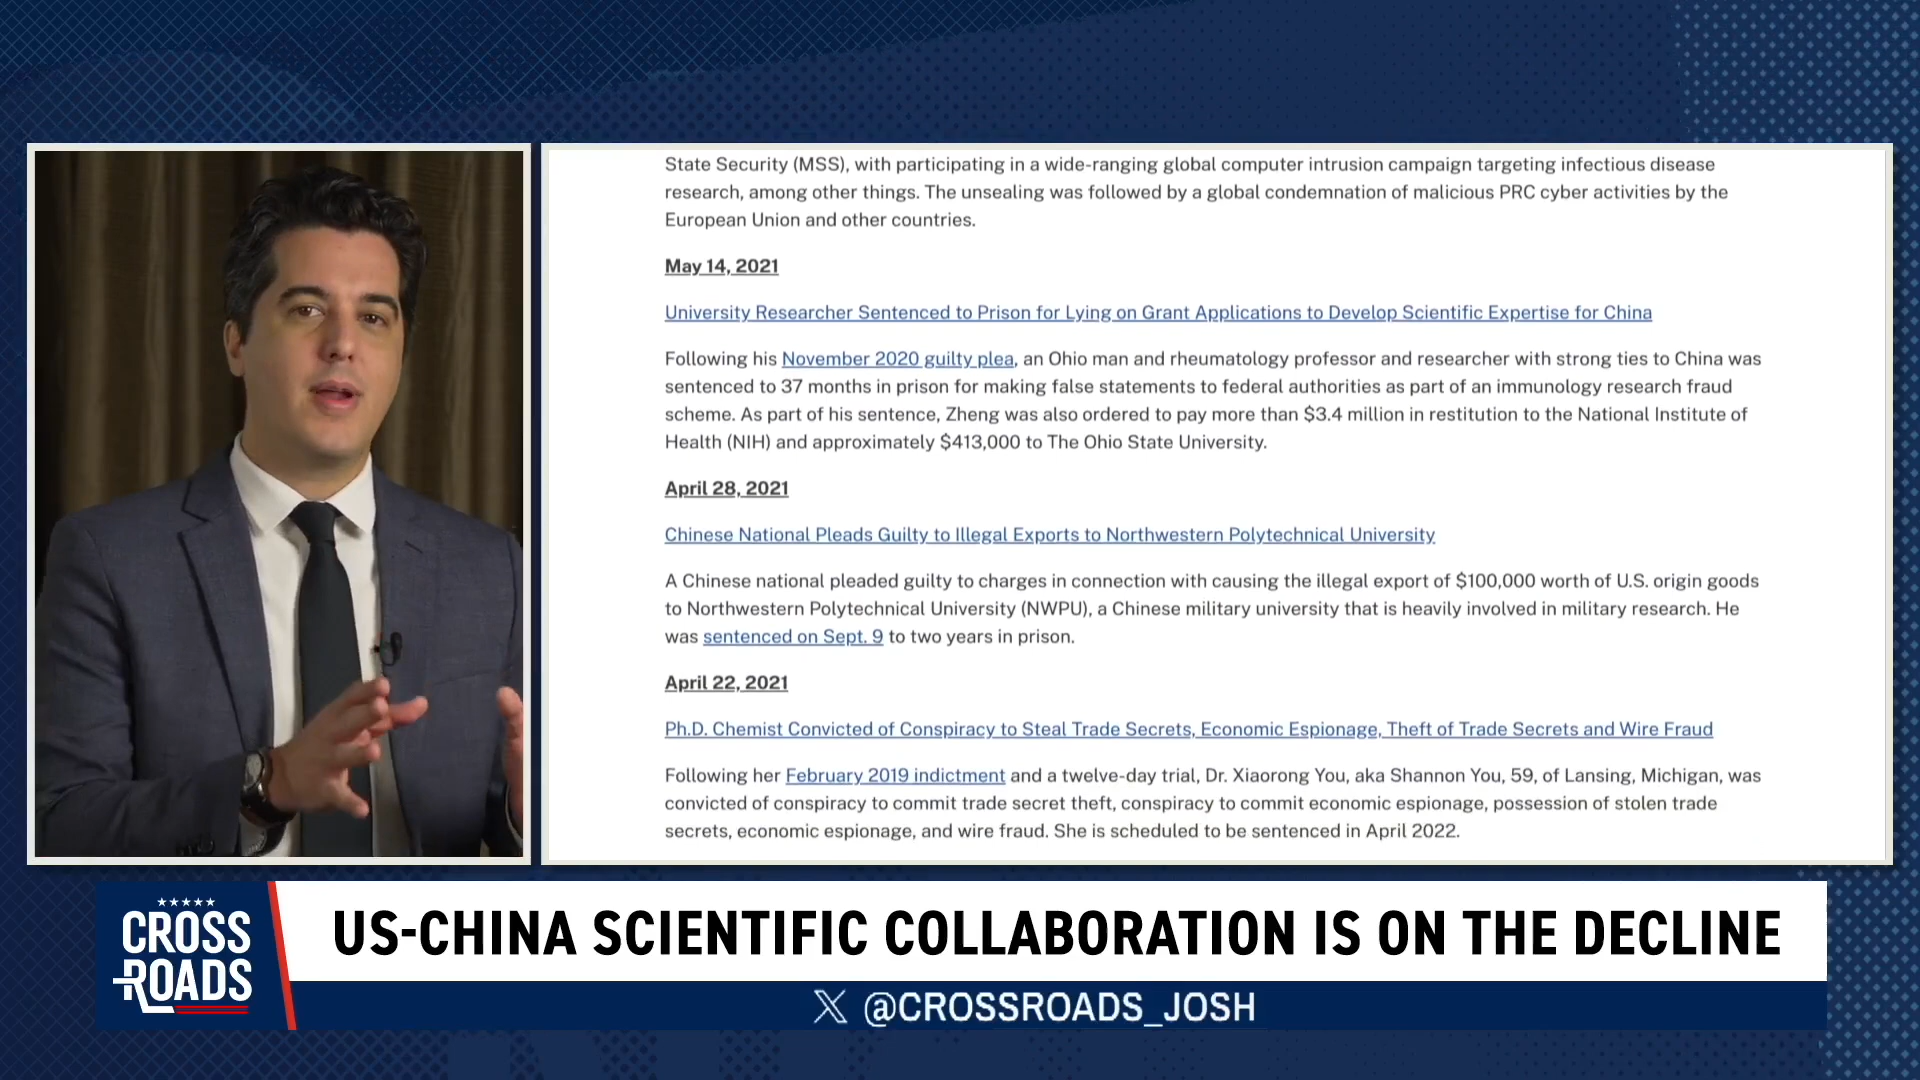 State Security (MSS), with participating in a wide-ranging global computer intrusion campaign targeting infectious disease
research, among other things. The unsealing was followed by a global condemnation of malicious PRC cyber activities by the
European Union and other countries.
May 14, 2021
University Researcher Sentenced to Prison for Lying on Grant Applications to Develop Scientific Expertise for China
Following his November 2020 guilty plea, an Ohio man and rheumatology professor and researcher with strong ties to China was
sentenced to 37 months in prison for making false statements to federal authorities as part of an immunology research fraud
scheme. As part of his sentence, Zheng was also ordered to pay more than $3.4 million in restitution to the National Institute of
Health (NIH) and approximately $413,000 to The Ohio State University.
April 28, 2021
Chinese National Pleads Guilty to Illegal Exports to Northwestern Polytechnical University
A Chinese national pleaded guilty to charges in connection with causing the illegal export of $100,000 worth of U.S. origin goods
to Northwestern Polytechnical University (NWPU), a Chinese military university that is heavily involved in military research. He
was sentenced on Sept. 9 to two years in prison.
April 22, 2021
Ph.D. Chemist Convicted of Conspiracy to Steal Trade Secrets, Economic Espionage, Theft of Trade Secrets and Wire Fraud
Following her February 2019 indictment and a twelve-day trial, Dr. Xiaorong You, aka Shannon You, 59, of Lansing, Michigan, was
convicted of conspiracy to commit trade secret theft, conspiracy to commit economic espionage, possession of stolen trade
secrets, economic espionage, and wire fraud. She is scheduled to be sentenced in April 2022.
CROSS
ROADS
US-CHINA SCIENTIFIC COLLABORATION IS ON THE DECLINE
X @CROSSROADS_JOSH